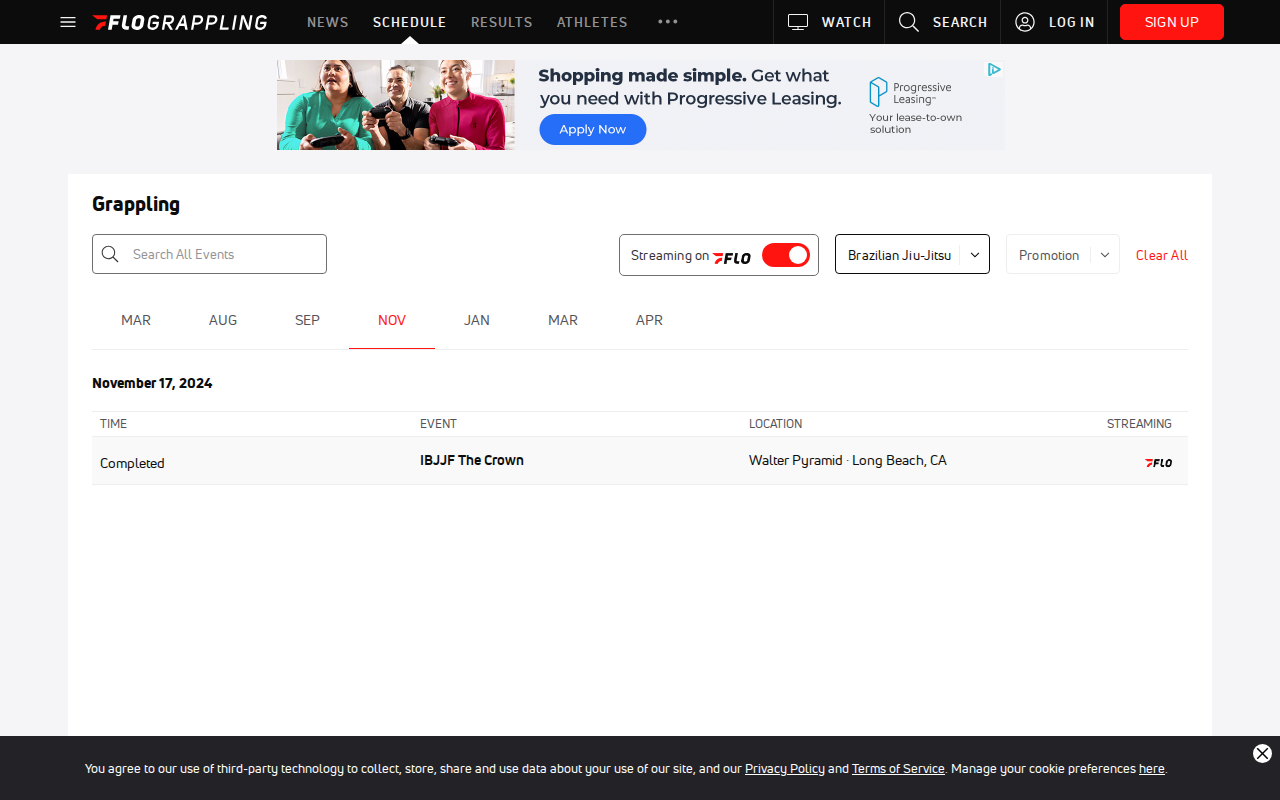 FLOGRAPPLING NEWS SCHEDULE RESULTS ATHLETES WATCH SEARCH LOG IN SIGN UP
Shopping made simple. Get what
you need with Progressive Leasing.
Apply Now
Progressive
Leasing
Your lease-to-own
solution
Grappling
Search All Events
Streaming on FLO
Brazilian Jiu-Jitsu
Promotion
Clear All
MAR AUG SEP NOV JAN MAR APR
November 17, 2024
TIME EVENT LOCATION STREAMING
Completed IBJJF The Crown Walter Pyramid · Long Beach, CA FLO
You agree to our use of third-party technology to collect, store, share and use data about your use of our site, and our Privacy Policy and Terms of Service. Manage your cookie preferences here.